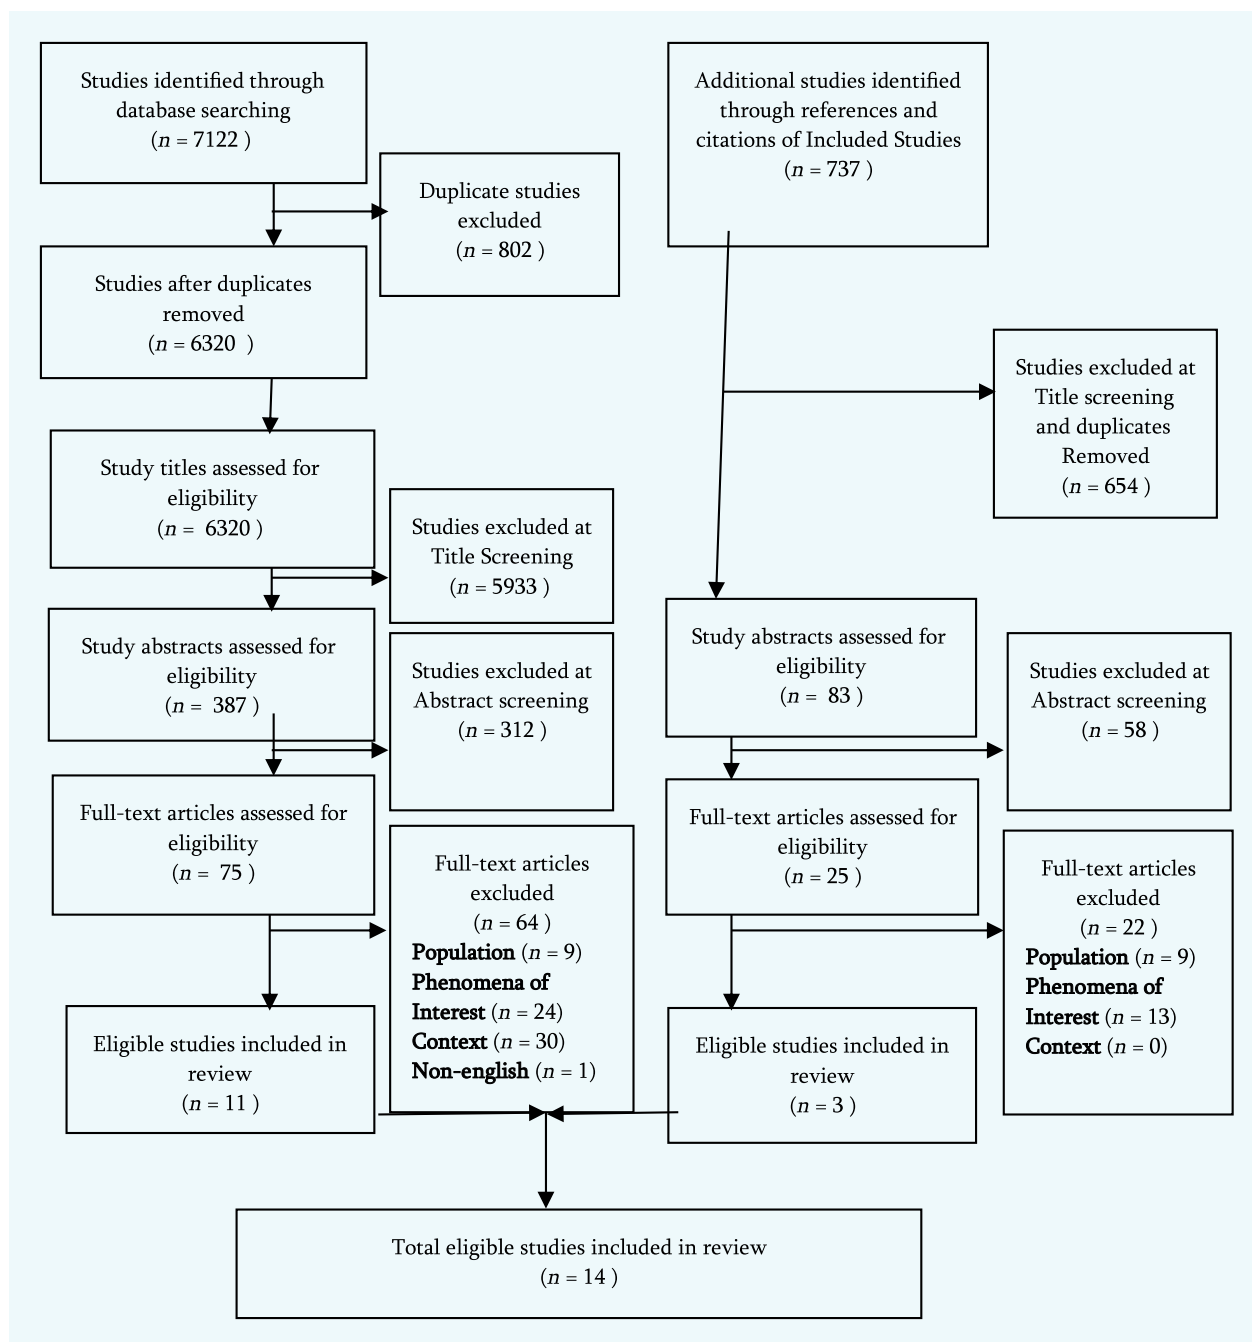 Studies identified through
database searching
(n = 7122 )
Duplicate studies
excluded
(n = 802 )
Studies after duplicates
removed
(n = 6320 )
Study titles assessed for
eligibility
(n = 6320 )
Studies excluded at
Title Screening
(n = 5933 )
Study abstracts assessed for
eligibility
(n = 387 )
Studies excluded at
Abstract screening
(n = 312 )
Full-text articles assessed for
eligibility
(n = 75 )
Full-text articles
excluded
(n = 64 )
Population (n = 9)
Phenomena of
Interest (n = 24)
Context (n = 30)
Non-english (n = 1)
Eligible studies included in
review
(n = 11 )
Additional studies identified
through references and
citations of Included Studies
(n = 737 )
Studies excluded at
Title screening
and duplicates
Removed
(n = 654 )
Study abstracts assessed for
eligibility
(n = 83 )
Studies excluded at
Abstract screening
(n = 58 )
Full-text articles assessed for
eligibility
(n = 25 )
Full-text articles
excluded
(n = 22 )
Population (n = 9)
Phenomena of
Interest (n = 13)
Context (n = 0)
Eligible studies included in
review
(n = 3 )
Total eligible studies included in review
(n = 14 )